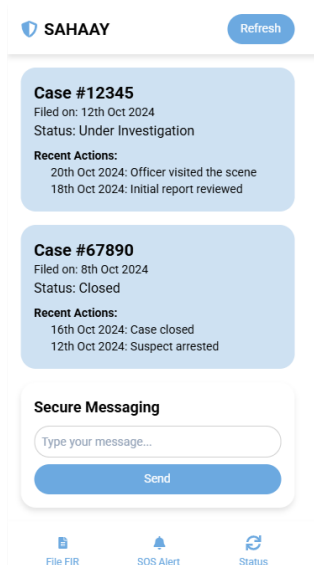 SAHAAY
Refresh
Case #12345
Filed on: 12th Oct 2024
Status: Under Investigation
Recent Actions:
20th Oct 2024: Officer visited the scene
18th Oct 2024: Initial report reviewed
Case #67890
Filed on: 8th Oct 2024
Status: Closed
Recent Actions:
16th Oct 2024: Case closed
12th Oct 2024: Suspect arrested
Secure Messaging
Type your message...
Send
File FIR
SOS Alert
Status